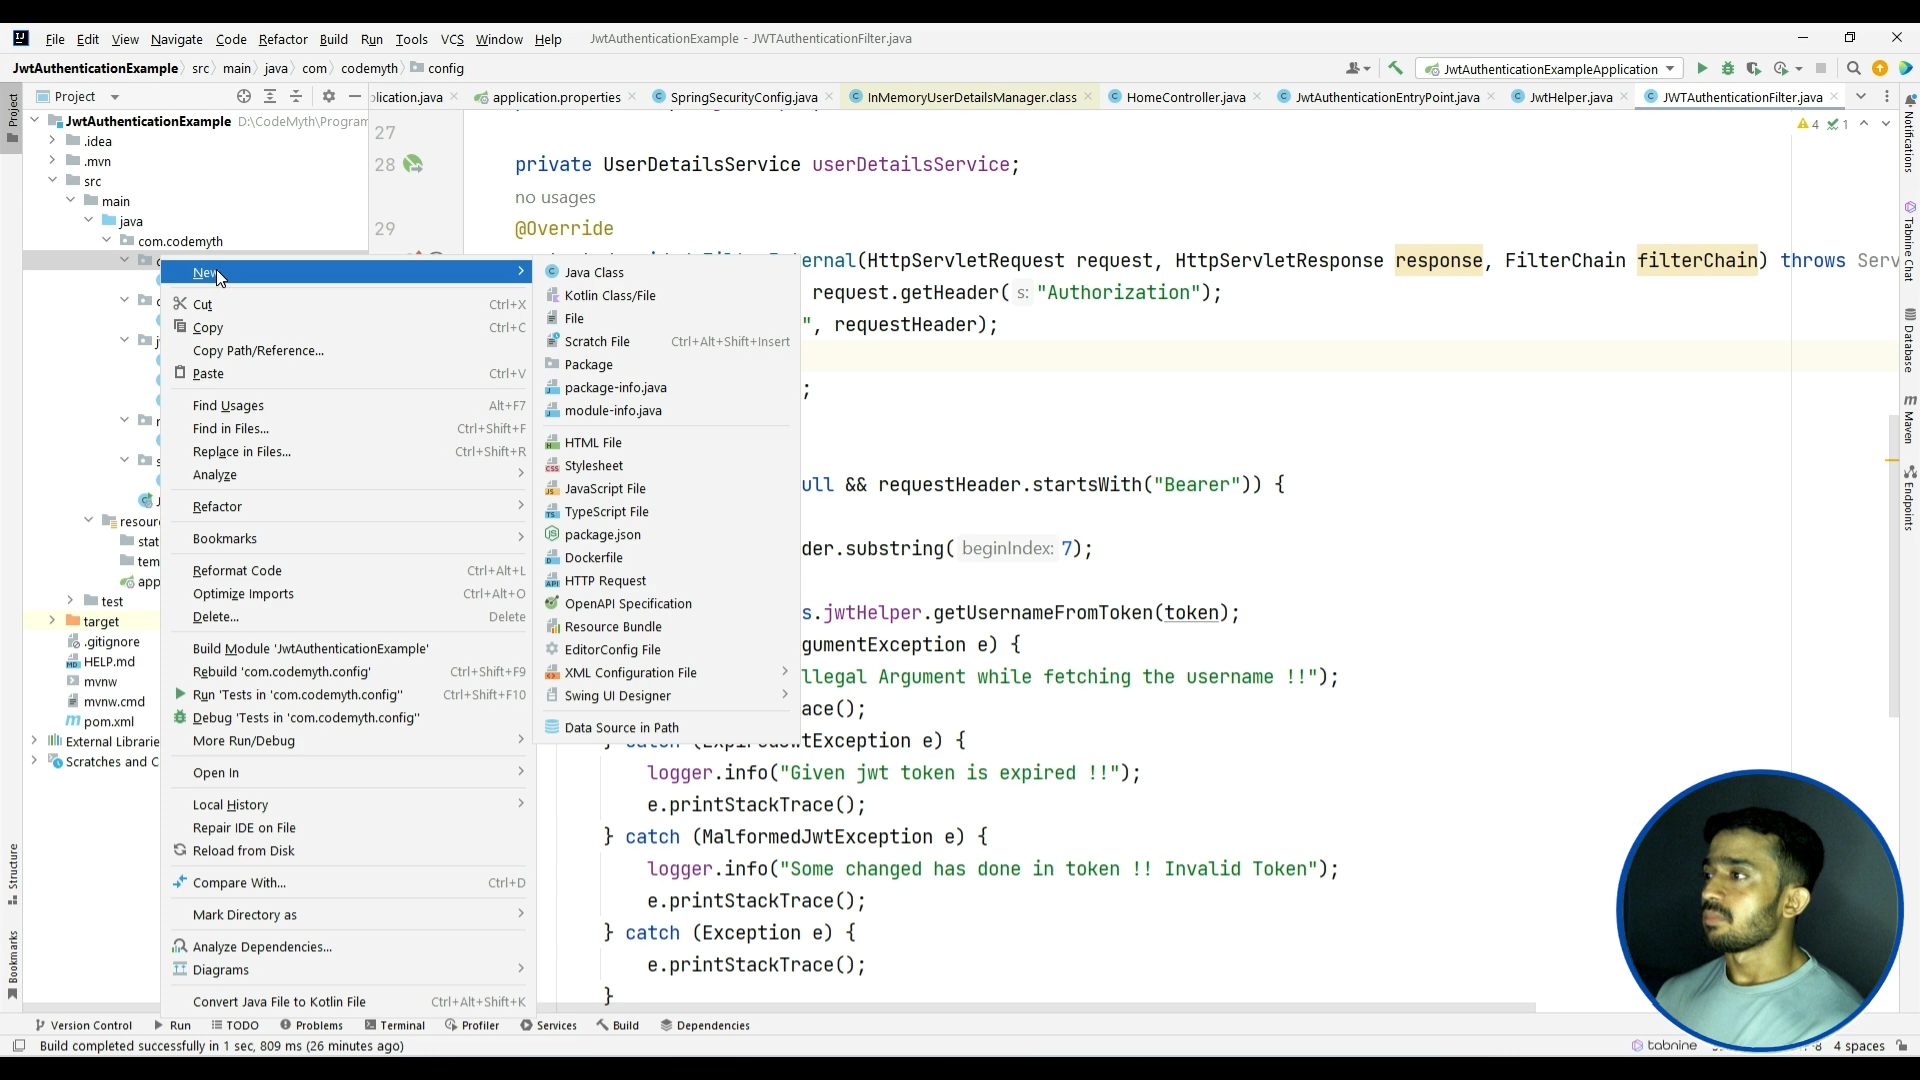 File Edit View Navigate Code Refactor Build Run Tools VCS Window Help JwtAuthenticationExample - JWTAuthenticationFilter.java
JwtAuthenticationExample src main java com codemyth config
JwtAuthenticationExampleApplication
Project
lication.java application.properties SpringSecurityConfig.java InMemoryUserDetailsManager.class HomeController.java JwtAuthenticationEntryPoint.java JwtHelper.java JWTAuthenticationFilter.java
4 1
Project
JwtAuthenticationExample D:\CodeMyth\Program
.idea
.mvn
src
main
java
com.codemyth
resour
stat
tem
app
test
target
.gitignore
HELP.md
mvnw
mvnw.cmd
pom.xml
External Librarie
Scratches and C
New
Cut Ctrl+X
Copy Ctrl+C
Copy Path/Reference...
Paste Ctrl+V
Find Usages Alt+F7
Find in Files... Ctrl+Shift+F
Replace in Files... Ctrl+Shift+R
Analyze
Refactor
Bookmarks
Reformat Code Ctrl+Alt+L
Optimize Imports Ctrl+Alt+O
Delete... Delete
Build Module 'JwtAuthenticationExample'
Rebuild 'com.codemyth.config' Ctrl+Shift+F9
Run 'Tests in 'com.codemyth.config'' Ctrl+Shift+F10
Debug 'Tests in 'com.codemyth.config''
More Run/Debug
Open In
Local History
Repair IDE on File
Reload from Disk
Compare With... Ctrl+D
Mark Directory as
Analyze Dependencies...
Diagrams
Convert Java File to Kotlin File Ctrl+Alt+Shift+K
Java Class
Kotlin Class/File
File
Scratch File Ctrl+Alt+Shift+Insert
Package
package-info.java
module-info.java
HTML File
Stylesheet
JavaScript File
TypeScript File
package.json
Dockerfile
HTTP Request
OpenAPI Specification
Resource Bundle
EditorConfig File
XML Configuration File
Swing UI Designer
Data Source in Path
27
28 private UserDetailsService userDetailsService;
no usages
29 @Override
ernal(HttpServletRequest request, HttpServletResponse response, FilterChain filterChain) throws Serv
request.getHeader( s: "Authorization");
", requestHeader);
;
ull && requestHeader.startsWith("Bearer")) {
der.substring( beginIndex: 7);
s.jwtHelper.getUsernameFromToken(token);
gumentException e) {
llegal Argument while fetching the username !!");
ace();
} catch (ExpiredJwtException e) {
logger.info("Given jwt token is expired !!");
e.printStackTrace();
} catch (MalformedJwtException e) {
logger.info("Some changed has done in token !! Invalid Token");
e.printStackTrace();
} catch (Exception e) {
e.printStackTrace();
}
Notifications
Tabnine Chat
Database
Maven
Endpoints
Structure
Bookmarks
Version Control Run TODO Problems Terminal Profiler Services Build Dependencies
Build completed successfully in 1 sec, 809 ms (26 minutes ago)
tabnine 4 spaces